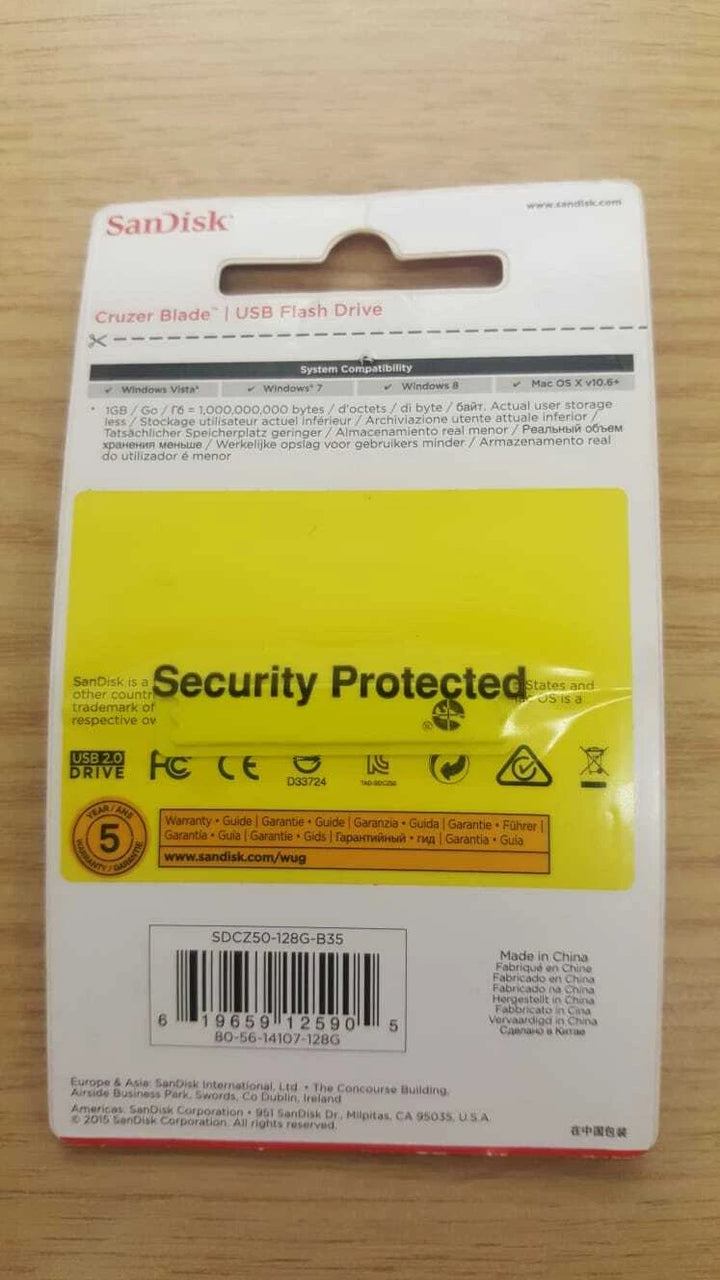 SanDisk®
www.sandisk.com
Cruzer Blade™ | USB Flash Drive
System Compatibility
✓ Windows Vista® ✓ Windows® 7 ✓ Windows 8 ✓ Mac OS X v10.6+
* 1GB / Go / Гб = 1,000,000,000 bytes / d'octets / di byte / байт. Actual user storage
less / Stockage utilisateur actuel inférieur / Archiviazione utente attuale inferior /
Tatsächlicher Speicherplatz geringer / Almacenamiento real menor / Реальный объем
хранения меньше / Werkelijke opslag voor gebruikers minder / Armazenamento real
do utilizador é menor
SanDisk is a
States and
other countr
Mac OS is a
trademark of
respective ow
Security Protected
USB 2.0
DRIVE
FC CE
D33724
5
YEAR / ANS
WARRANTY / GARANTIE
Warranty • Guide | Garantie • Guide | Garanzia • Guida | Garantie • Führer |
Garantía • Guía | Garantie • Gids | Гарантийный • гид | Garantia • Guia
www.sandisk.com/wug
SDCZ50-128G-B35
6 19659 12590 5
80-56-14107-128G
Made in China
Fabriqué en Chine
Fabricado en China
Fabricado na China
Hergestellt in China
Fabbricato in Cina
Vervaardigd in China
Сделано в Китае
Europe & Asia: SanDisk International, Ltd. • The Concourse Building,
Airside Business Park, Swords, Co Dublin, Ireland
Americas: SanDisk Corporation • 951 SanDisk Dr., Milpitas, CA 95035, U.S.A.
© 2015 SanDisk Corporation. All rights reserved.
在中国包装